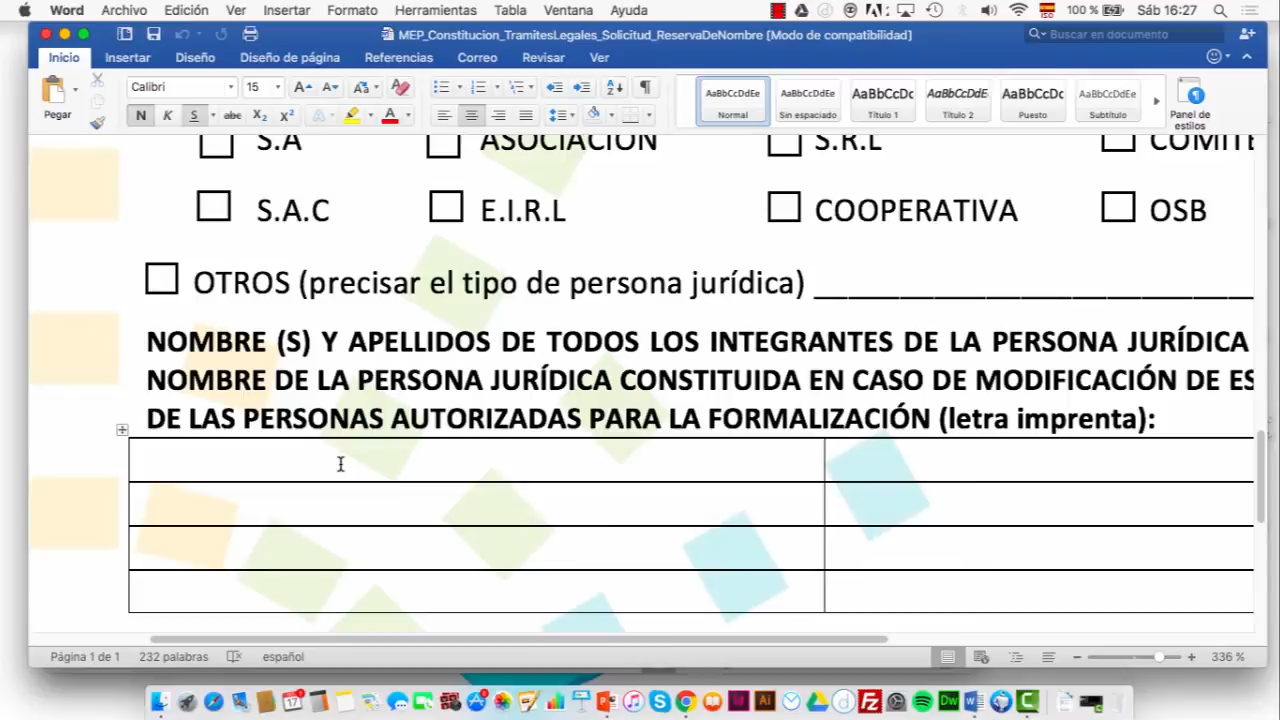 Word Archivo Edición Ver Insertar Formato Herramientas Tabla Ventana Ayuda 100 % Sáb 16:27
MEP_Constitucion_TramitesLegales_Solicitud_ReservaDeNombre [Modo de compatibilidad]
Buscar en documento
Inicio Insertar Diseño Diseño de página Referencias Correo Revisar Ver
Pegar
Calibri 15
N K S abc X₂ X²
AaBbCcDdEe AaBbCcDdEe AaBbCcDc AaBbCcDdE AaBbCcDc AaBbCcDdEe
Normal Sin espaciado Título 1 Título 2 Puesto Subtítulo
Panel de
estilos
S.A ASOCIACIÓN S.R.L COMITÉ
S.A.C E.I.R.L COOPERATIVA OSB
OTROS (precisar el tipo de persona jurídica) ____________________________
NOMBRE (S) Y APELLIDOS DE TODOS LOS INTEGRANTES DE LA PERSONA JURÍDICA
NOMBRE DE LA PERSONA JURÍDICA CONSTITUIDA EN CASO DE MODIFICACIÓN DE ES
DE LAS PERSONAS AUTORIZADAS PARA LA FORMALIZACIÓN (letra imprenta):
Página 1 de 1 232 palabras español 336 %